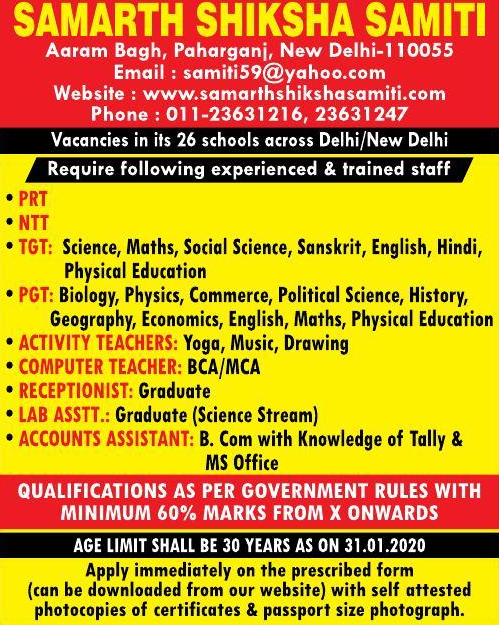 SAMARTH SHIKSHA SAMITI
Aaram Bagh, Paharganj, New Delhi-110055
Email : samiti59@yahoo.com
Website : www.samarthshikshasamiti.com
Phone : 011-23631216, 23631247
Vacancies in its 26 schools across Delhi/New Delhi
Require following experienced & trained staff
• PRT
• NTT
• TGT: Science, Maths, Social Science, Sanskrit, English, Hindi,
Physical Education
• PGT: Biology, Physics, Commerce, Political Science, History,
Geography, Economics, English, Maths, Physical Education
• ACTIVITY TEACHERS: Yoga, Music, Drawing
• COMPUTER TEACHER: BCA/MCA
• RECEPTIONIST: Graduate
• LAB ASSTT.: Graduate (Science Stream)
• ACCOUNTS ASSISTANT: B. Com with Knowledge of Tally &
MS Office
QUALIFICATIONS AS PER GOVERNMENT RULES WITH
MINIMUM 60% MARKS FROM X ONWARDS
AGE LIMIT SHALL BE 30 YEARS AS ON 31.01.2020
Apply immediately on the prescribed form
(can be downloaded from our website) with self attested
photocopies of certificates & passport size photograph.